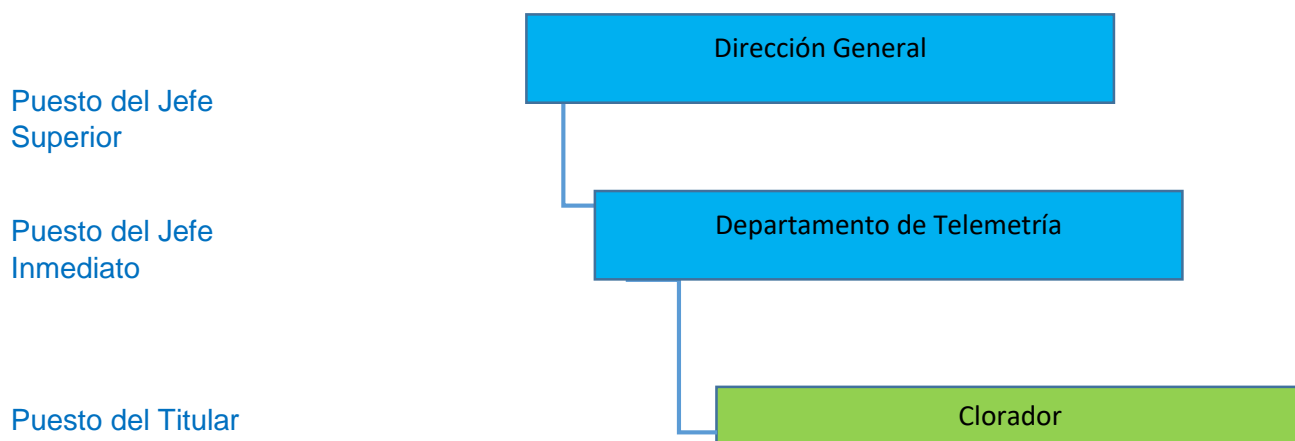 Dirección General
Puesto del Jefe
Superior
Departamento de Telemetría
Puesto del Jefe
Inmediato
Clorador
Puesto del Titular